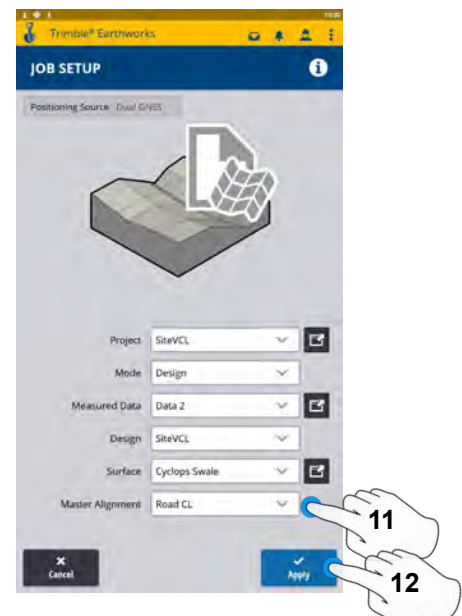 Trimble® Earthworks
JOB SETUP
Positioning Source Dual GNSS
Project SiteVCL
Mode Design
Measured Data Data 2
Design SiteVCL
Surface Cyclops Swale
Master Alignment Road CL
11
Cancel
Apply
12